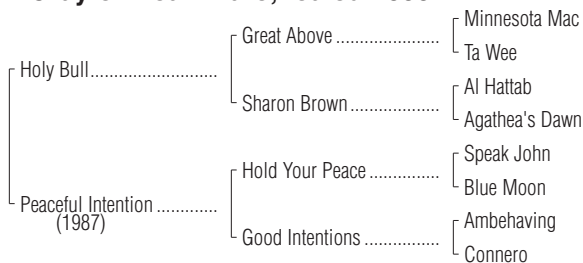 Minnesota Mac
Great Above
Ta Wee
Holy Bull
Al Hattab
Sharon Brown
Agathea's Dawn
Speak John
Hold Your Peace
Blue Moon
Peaceful Intention
(1987)
Ambehaving
Good Intentions
Connero